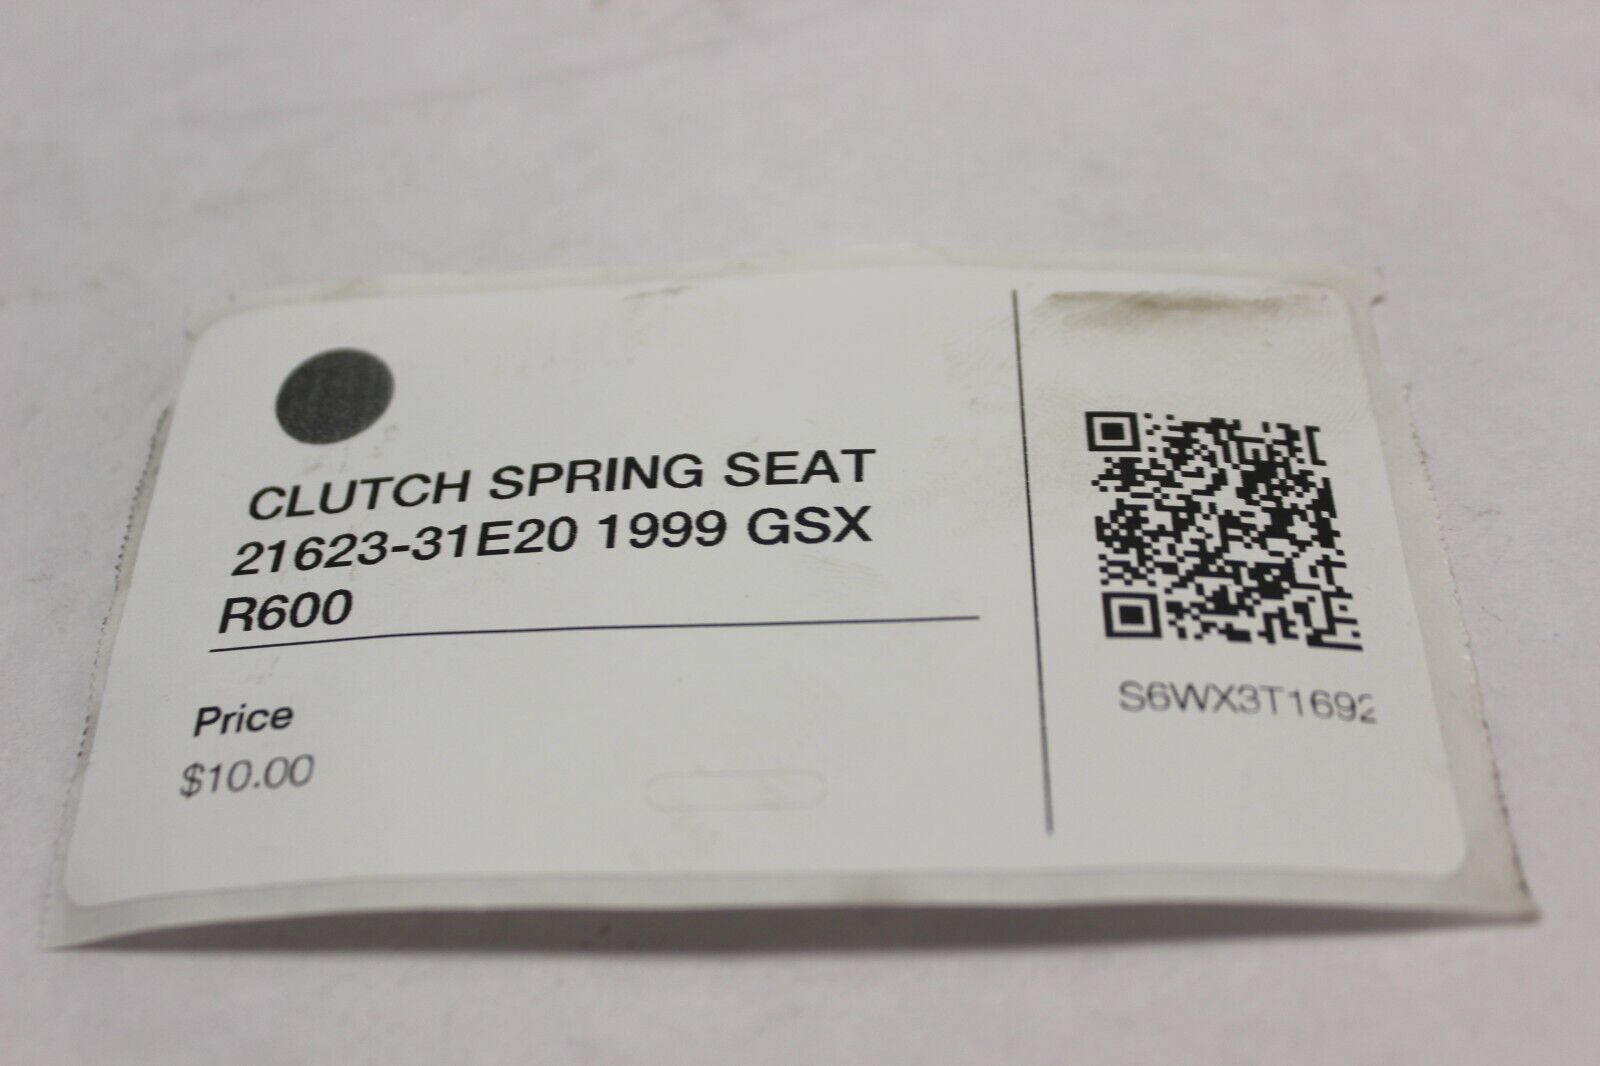 CLUTCH SPRING SEAT
21623-31E20 1999 GSX
R600
Price
$10.00
S6WX3T1692